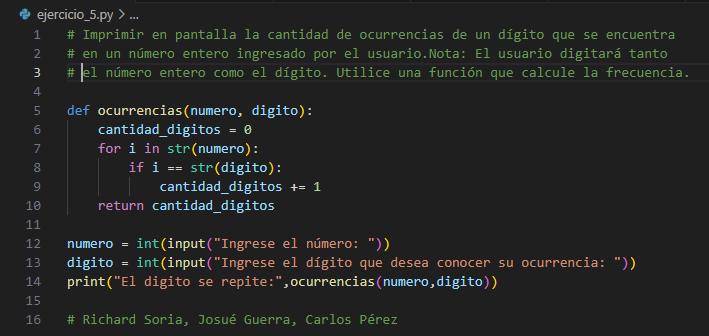 ejercicio_5.py > ...
1 # Imprimir en pantalla la cantidad de ocurrencias de un dígito que se encuentra
2 # en un número entero ingresado por el usuario.Nota: El usuario digitará tanto
3 # el número entero como el dígito. Utilice una función que calcule la frecuencia.
4
5 def ocurrencias(numero, digito):
6     cantidad_digitos = 0
7     for i in str(numero):
8         if i == str(digito):
9             cantidad_digitos += 1
10     return cantidad_digitos
11
12 numero = int(input("Ingrese el número: "))
13 digito = int(input("Ingrese el dígito que desea conocer su ocurrencia: "))
14 print("El digito se repite:",ocurrencias(numero,digito))
15
16 # Richard Soria, Josué Guerra, Carlos Pérez